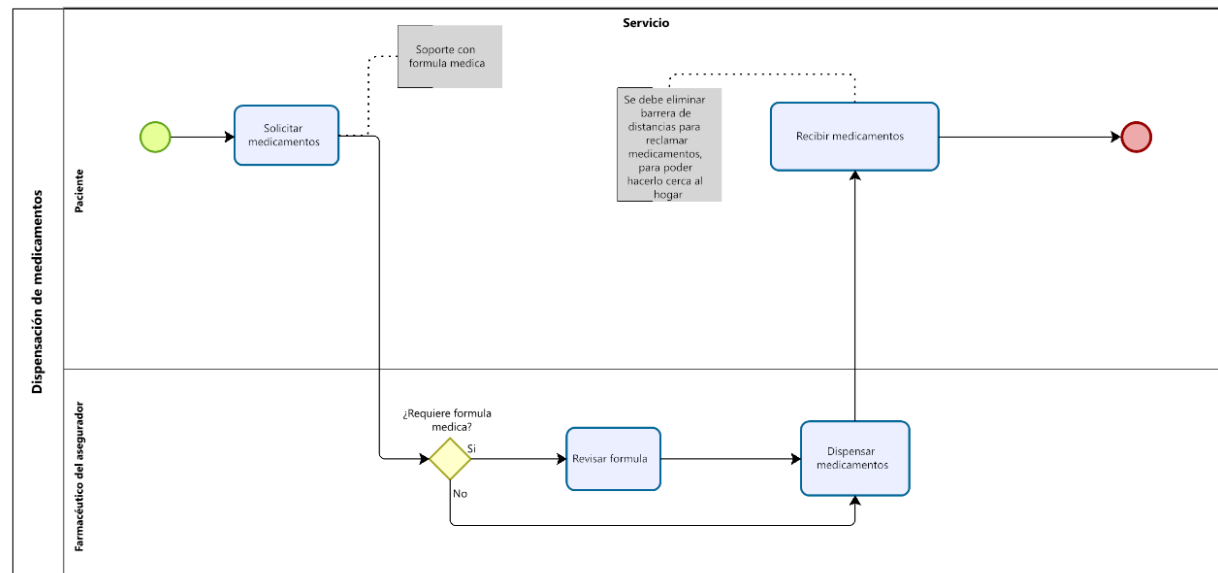 Servicio
Dispensación de medicamentos
Paciente
Soporte con
formula medica
Solicitar
medicamentos
Se debe eliminar
barrera de
distancias para
reclamar
medicamentos,
para poder
hacerlo cerca al
hogar
Recibir medicamentos
Farmacéutico del asegurador
¿Requiere formula
medica?
Sí
Revisar formula
Dispensar
medicamentos
No